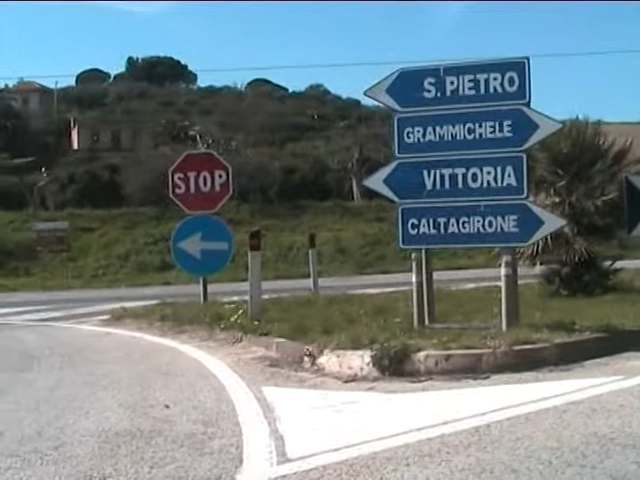 S. PIETRO
GRAMMICHELE
STOP
VITTORIA
CALTAGIRONE